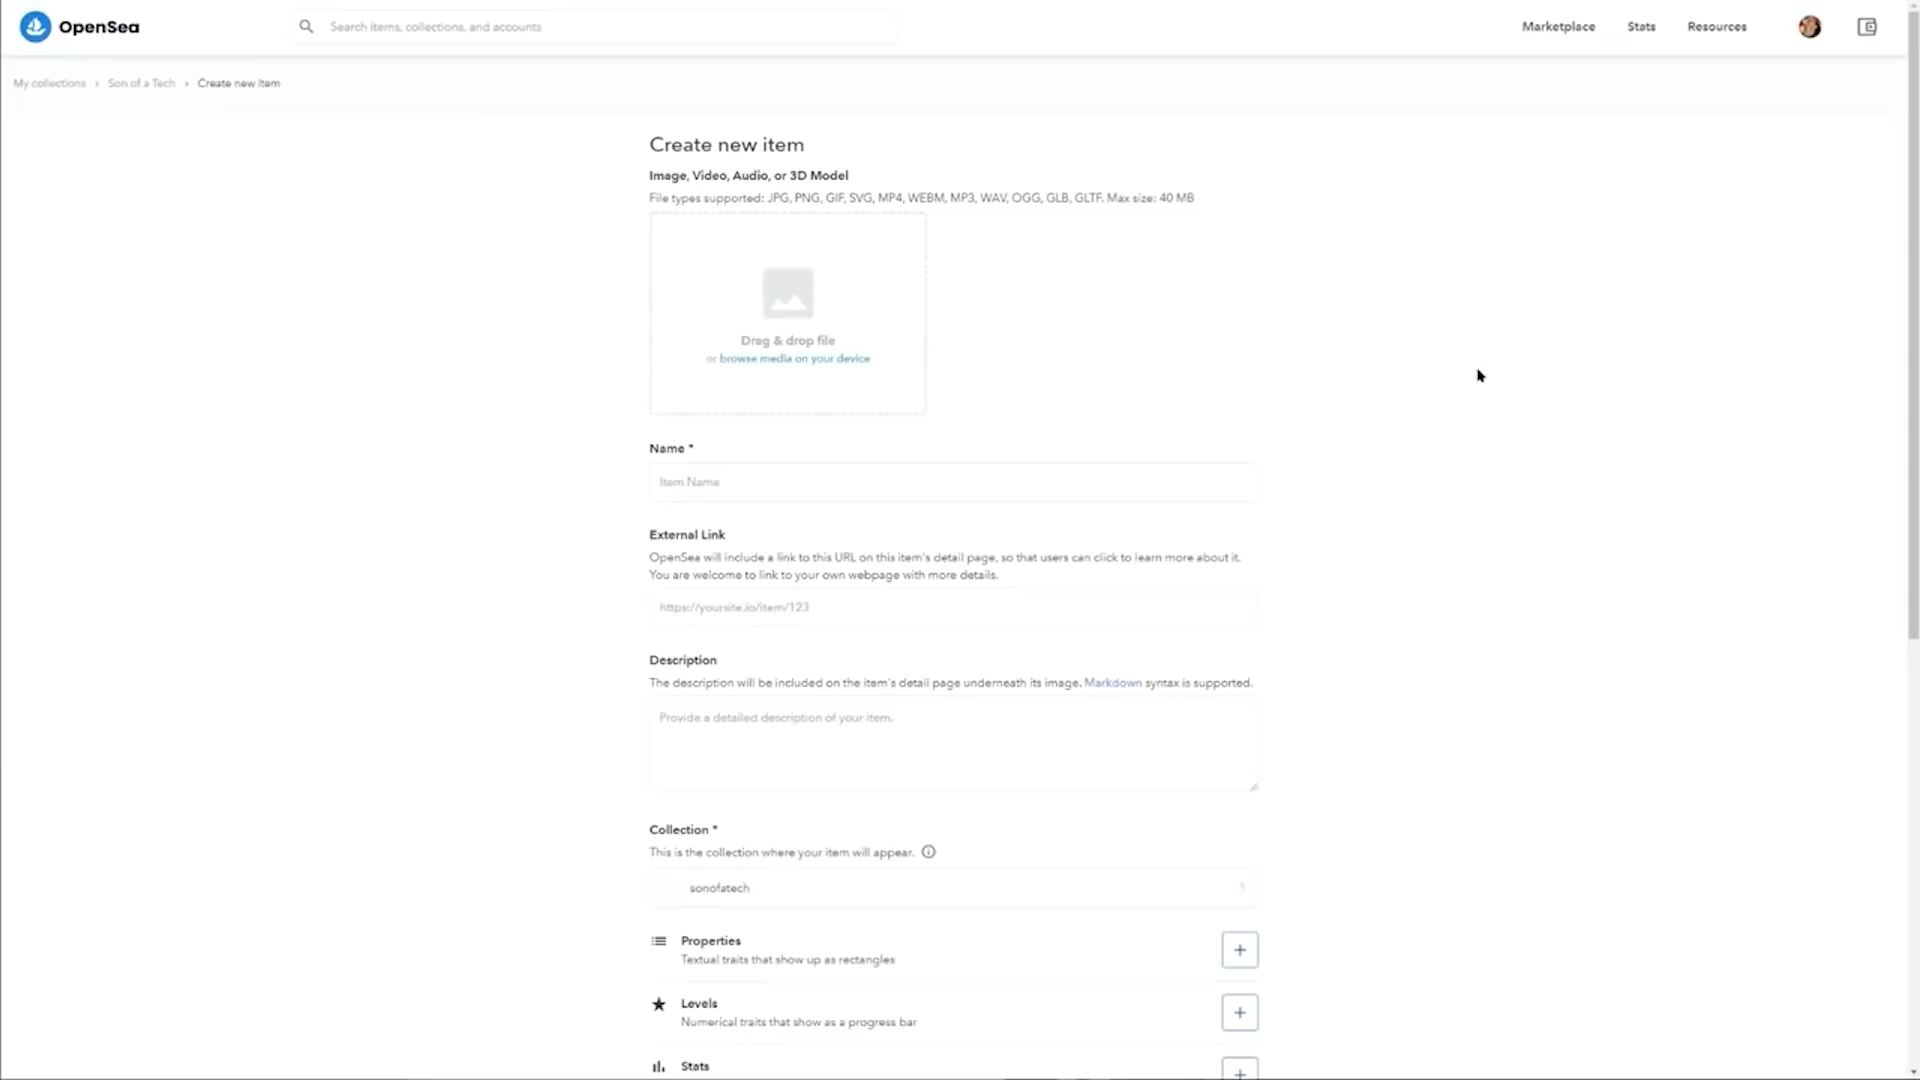 OpenSea
Search items, collections, and accounts
Marketplace
Stats
Resources
My collections › Son of a Tech › Create new item
Create new item
Image, Video, Audio, or 3D Model
File types supported: JPG, PNG, GIF, SVG, MP4, WEBM, MP3, WAV, OGG, GLB, GLTF. Max size: 40 MB
Drag & drop file
or browse media on your device
Name *
Item Name
External Link
OpenSea will include a link to this URL on this item's detail page, so that users can click to learn more about it.
You are welcome to link to your own webpage with more details.
https://yoursite.io/item/123
Description
The description will be included on the item's detail page underneath its image. Markdown syntax is supported.
Provide a detailed description of your item.
Collection *
This is the collection where your item will appear.
sonofatech
Properties
Textual traits that show up as rectangles
Levels
Numerical traits that show as a progress bar
Stats